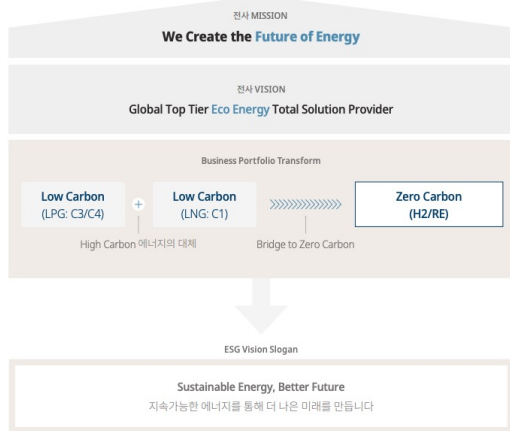 전사 MISSION
We Create the Future of Energy
전사 VISION
Global Top Tier Eco Energy Total Solution Provider
Business Portfolio Transform
Low Carbon
(LPG: C3/C4)
+
Low Carbon
(LNG: C1)
Zero Carbon
(H2/RE)
High Carbon 에너지의 대체
Bridge to Zero Carbon
ESG Vision Slogan
Sustainable Energy, Better Future
지속가능한 에너지를 통해 더 나은 미래를 만듭니다